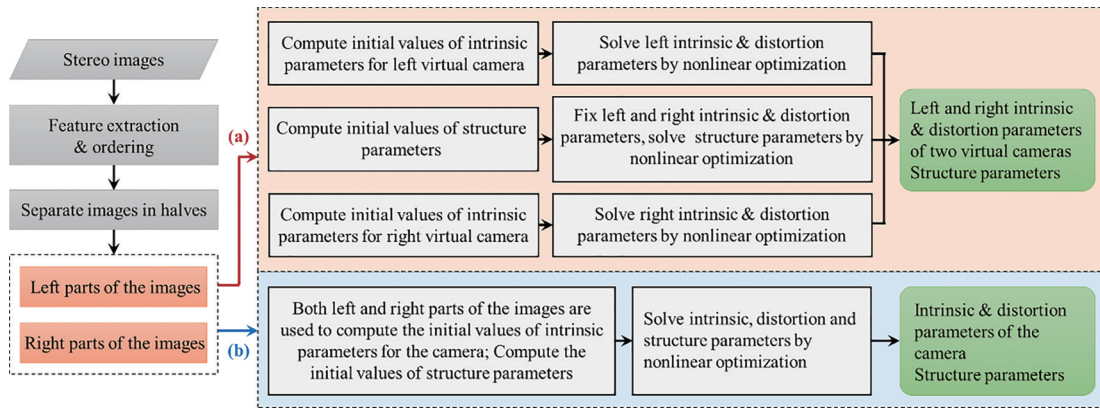 Stereo images
Feature extraction
& ordering
Separate images in halves
Left parts of the images
Right parts of the images
(a)
(b)
Compute initial values of intrinsic
parameters for left virtual camera
Solve left intrinsic & distortion
parameters by nonlinear optimization
Compute initial values of structure
parameters
Fix left and right intrinsic & distortion
parameters, solve structure parameters by
nonlinear optimization
Compute initial values of intrinsic
parameters for right virtual camera
Solve right intrinsic & distortion
parameters by nonlinear optimization
Left and right intrinsic
& distortion parameters
of two virtual cameras
Structure parameters
Both left and right parts of the images are
used to compute the initial values of intrinsic
parameters for the camera; Compute the
initial values of structure parameters
Solve intrinsic, distortion and
structure parameters by
nonlinear optimization
Intrinsic & distortion
parameters of the
camera
Structure parameters